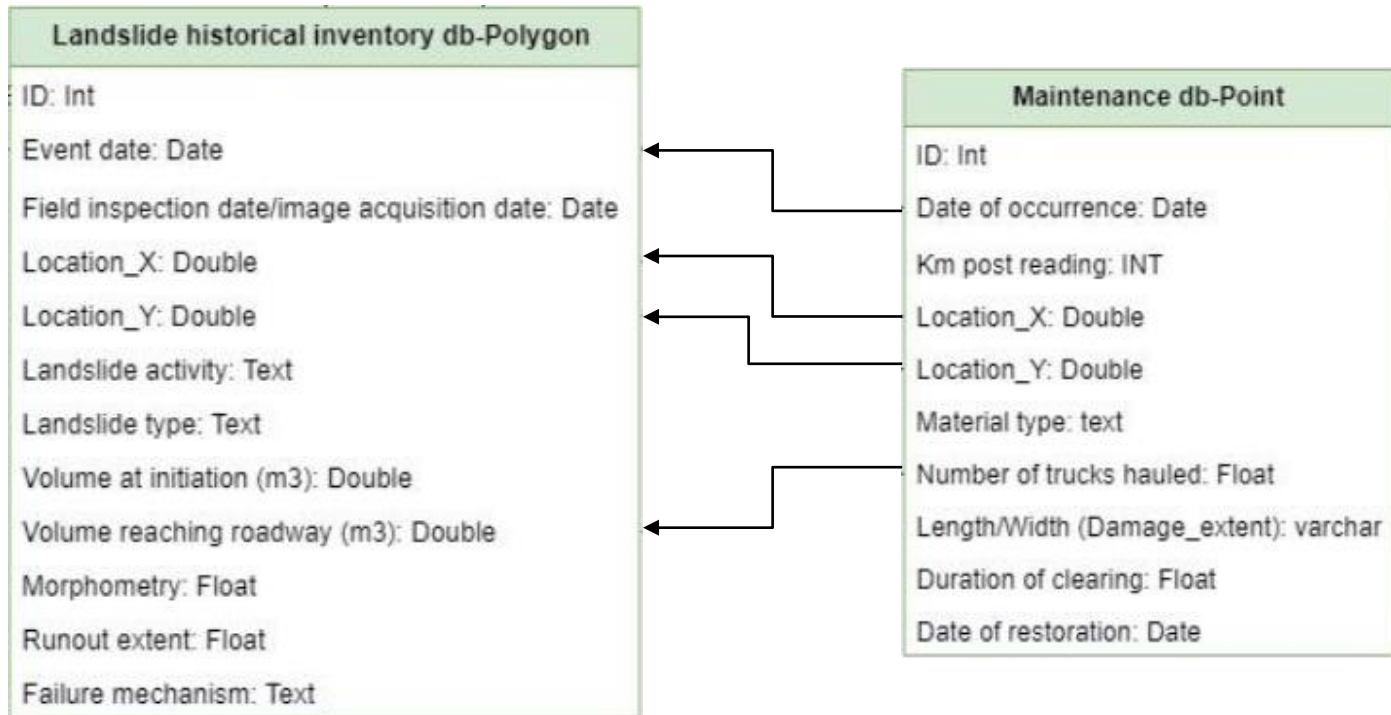 Landslide historical inventory db-Polygon
ID: Int
Event date: Date
Field inspection date/image acquisition date: Date
Location_X: Double
Location_Y: Double
Landslide activity: Text
Landslide type: Text
Volume at initiation (m3): Double
Volume reaching roadway (m3): Double
Morphometry: Float
Runout extent: Float
Failure mechanism: Text
Maintenance db-Point
ID: Int
Date of occurrence: Date
Km post reading: INT
Location_X: Double
Location_Y: Double
Material type: text
Number of trucks hauled: Float
Length/Width (Damage_extent): varchar
Duration of clearing: Float
Date of restoration: Date